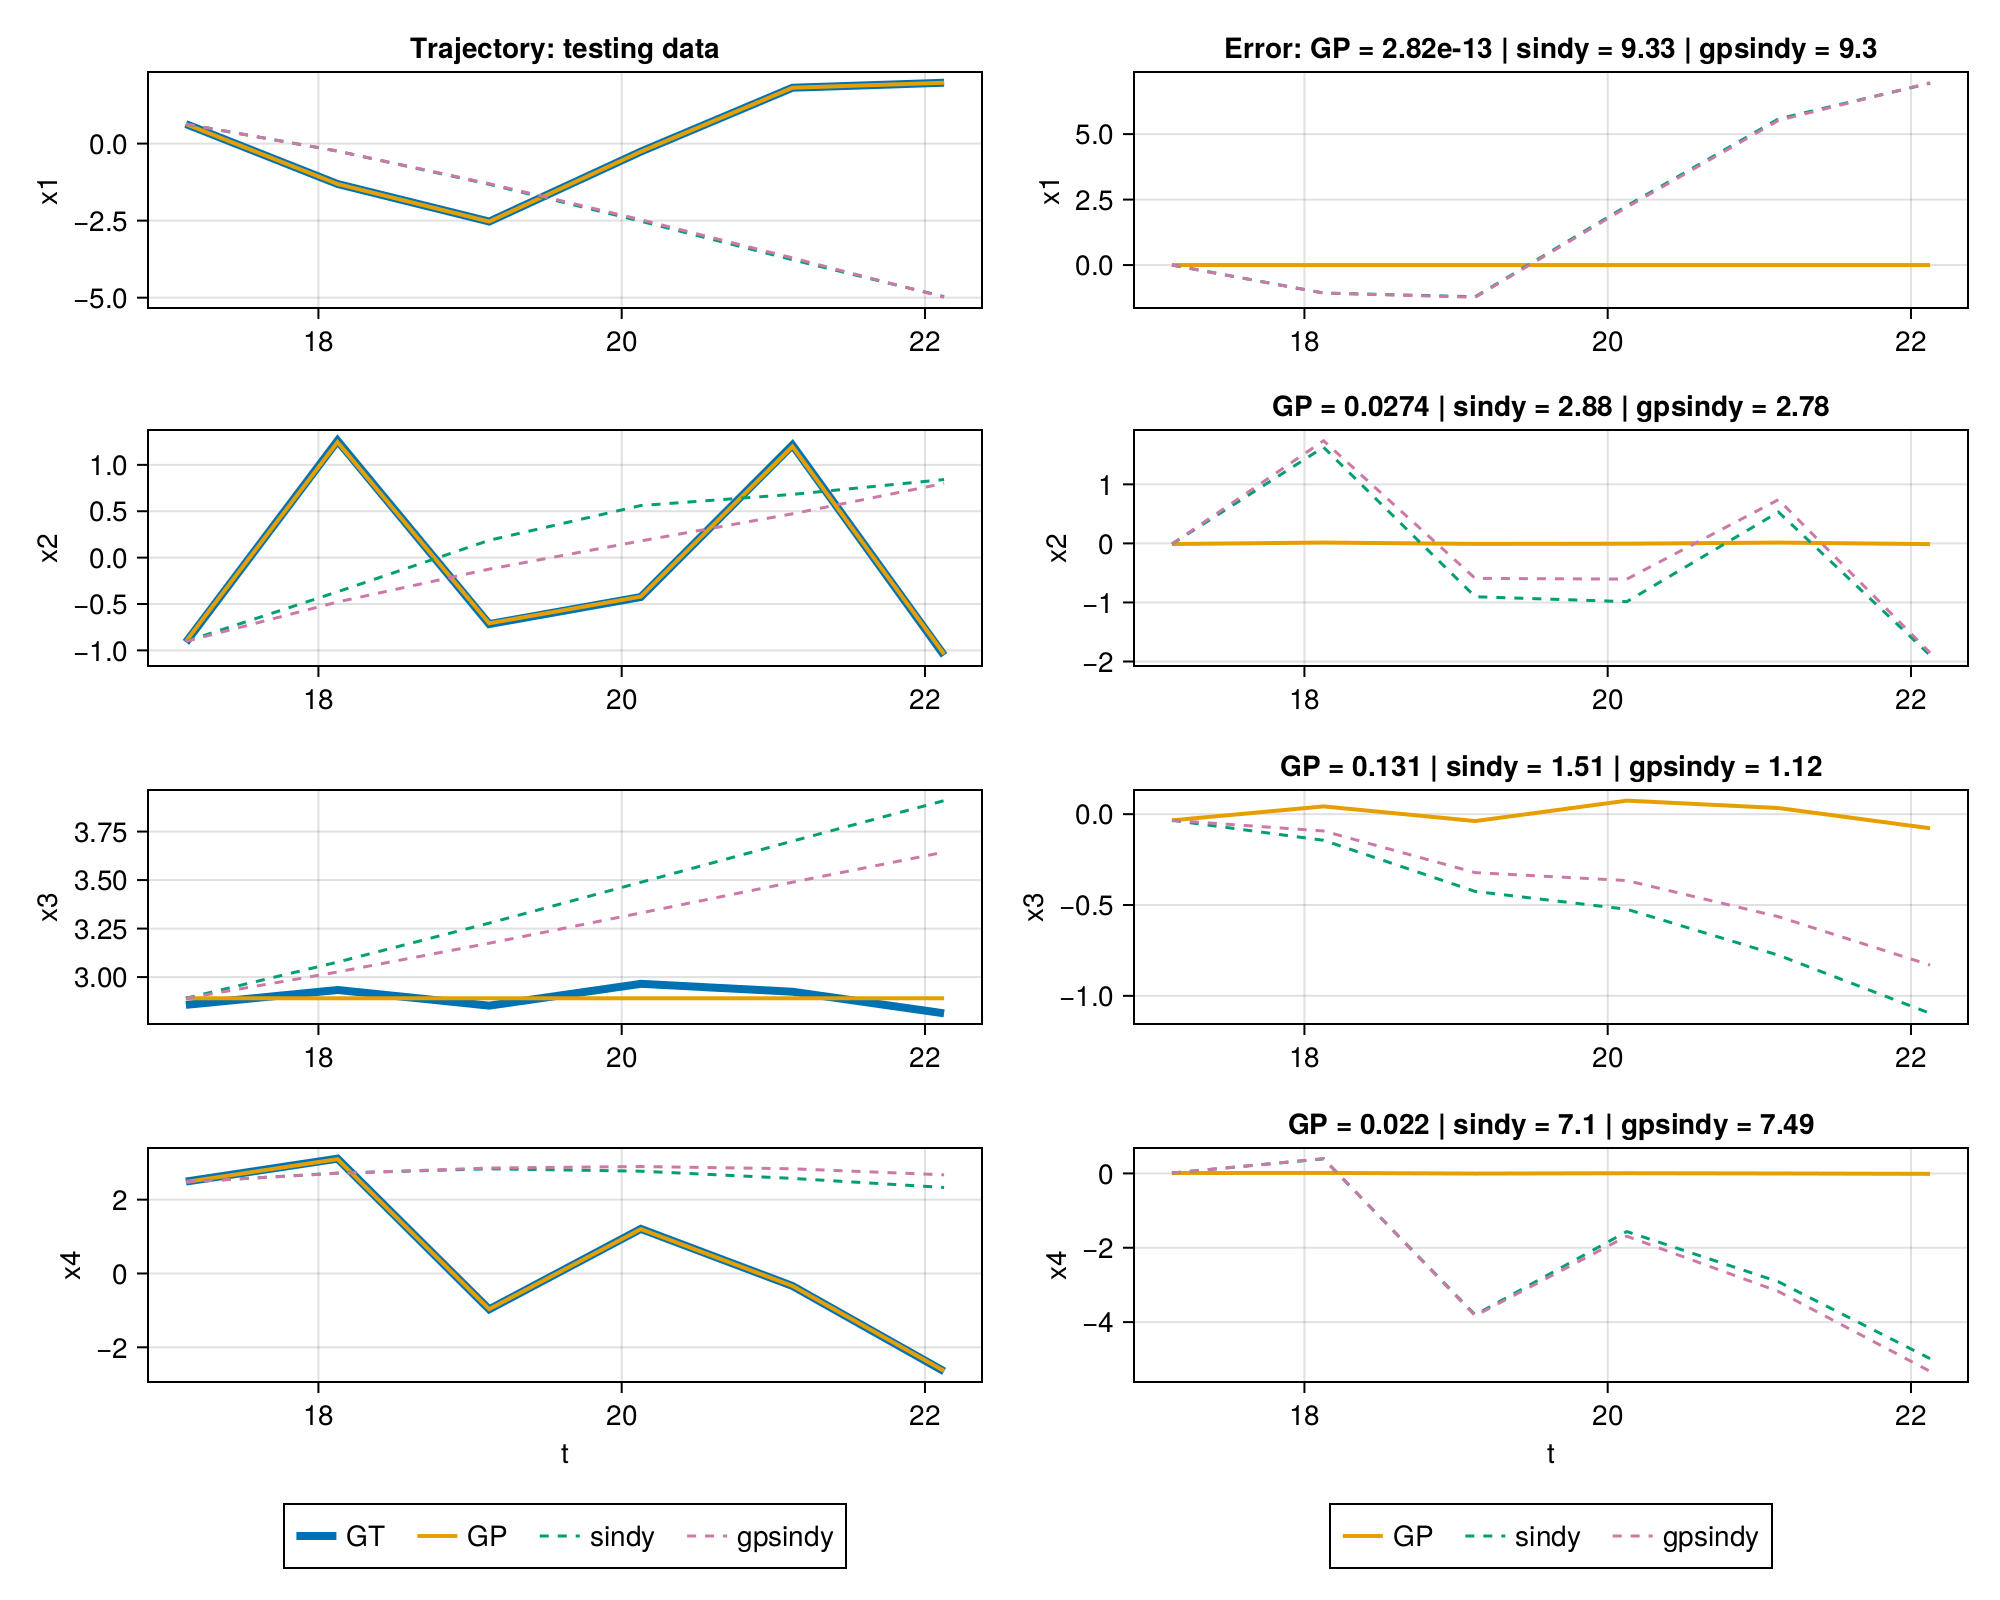 Trajectory: testing data
Error: GP = 2.82e-13 | sindy = 9.33 | gpsindy = 9.3
x1
0.0
−2.5
−5.0
18 20 22
x1
5.0
2.5
0.0
18 20 22
GP = 0.0274 | sindy = 2.88 | gpsindy = 2.78
x2
1.0
0.5
0.0
−0.5
−1.0
18 20 22
x2
1
0
−1
−2
18 20 22
GP = 0.131 | sindy = 1.51 | gpsindy = 1.12
x3
3.75
3.50
3.25
3.00
18 20 22
x3
0.0
−0.5
−1.0
18 20 22
GP = 0.022 | sindy = 7.1 | gpsindy = 7.49
x4
2
0
−2
18 20 22
t
x4
0
−2
−4
18 20 22
t
GT GP sindy gpsindy
GP sindy gpsindy